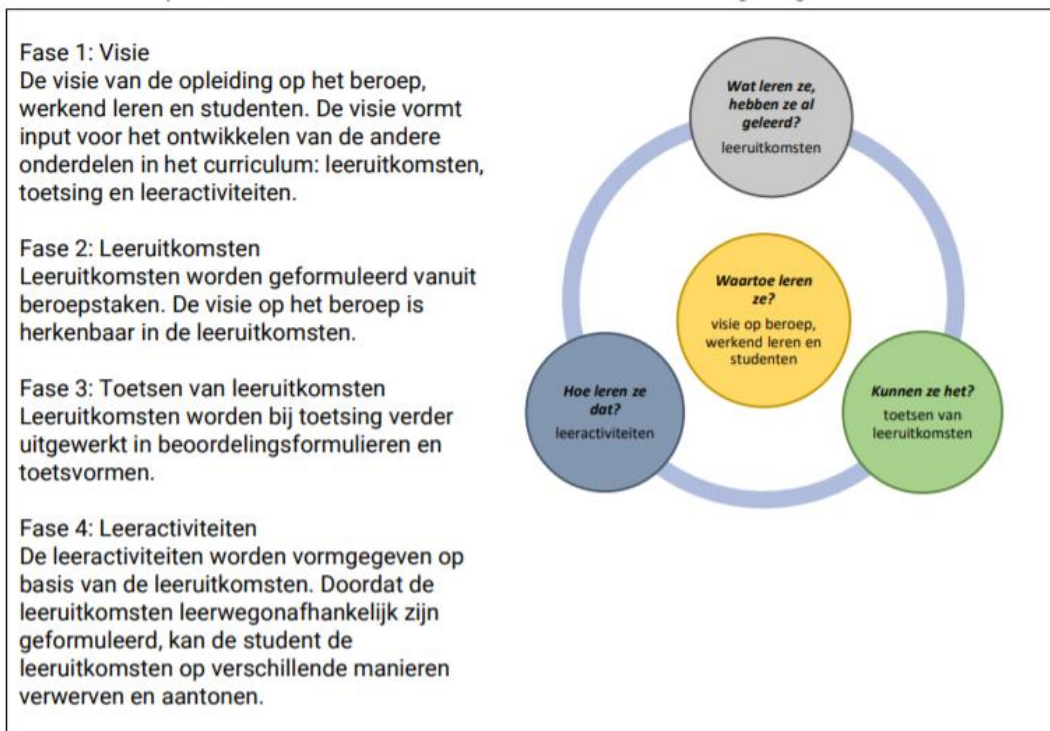 Fase 1: Visie
De visie van de opleiding op het beroep,
werkend leren en studenten. De visie vormt
input voor het ontwikkelen van de andere
onderdelen in het curriculum: leeruitkomsten,
toetsing en leeractiviteiten.
Fase 2: Leeruitkomsten
Leeruitkomsten worden geformuleerd vanuit
beroepstaken. De visie op het beroep is
herkenbaar in de leeruitkomsten.
Fase 3: Toetsen van leeruitkomsten
Leeruitkomsten worden bij toetsing verder
uitgewerkt in beoordelingsformulieren en
toetsvormen.
Fase 4: Leeractiviteiten
De leeractiviteiten worden vormgegeven op
basis van de leeruitkomsten. Doordat de
leeruitkomsten leerwegonafhankelijk zijn
geformuleerd, kan de student de
leeruitkomsten op verschillende manieren
verwerven en aantonen.
Wat leren ze,
hebben ze al
geleerd?
leeruitkomsten
Waartoe leren
ze?
visie op beroep,
werkend leren en
studenten
Hoe leren ze
dat?
leeractiviteiten
Kunnen ze het?
toetsen van
leeruitkomsten